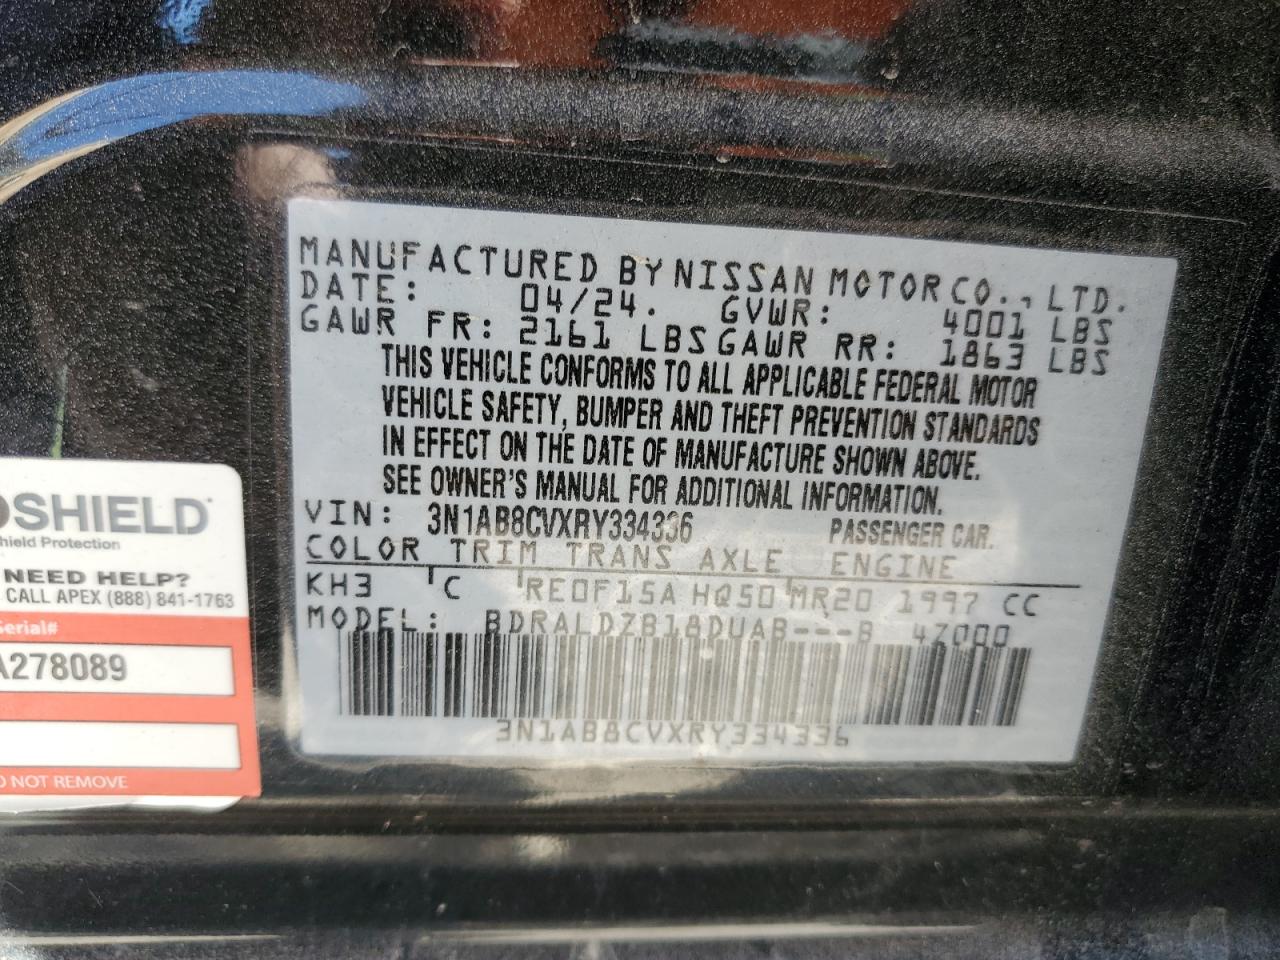 MANUFACTURED BY NISSAN MOTOR CO., LTD.
DATE: 04/24. GVWR: 4001 LBS
GAWR FR: 2161 LBS GAWR RR: 1863 LBS
THIS VEHICLE CONFORMS TO ALL APPLICABLE FEDERAL MOTOR
VEHICLE SAFETY, BUMPER AND THEFT PREVENTION STANDARDS
IN EFFECT ON THE DATE OF MANUFACTURE SHOWN ABOVE.
SEE OWNER'S MANUAL FOR ADDITIONAL INFORMATION.
VIN: 3N1AB8CVXRY334336 PASSENGER CAR.
COLOR TRIM TRANS AXLE ENGINE
KH3 C RE0F15A HQ50 MR20 1997 CC
MODEL: BDRALDZB18DUAB---B 47000
3N1AB8CVXRY334336
SHIELD
hield Protection
NEED HELP?
CALL APEX (888) 841-1763
Serial#
A278089
NOT REMOVE